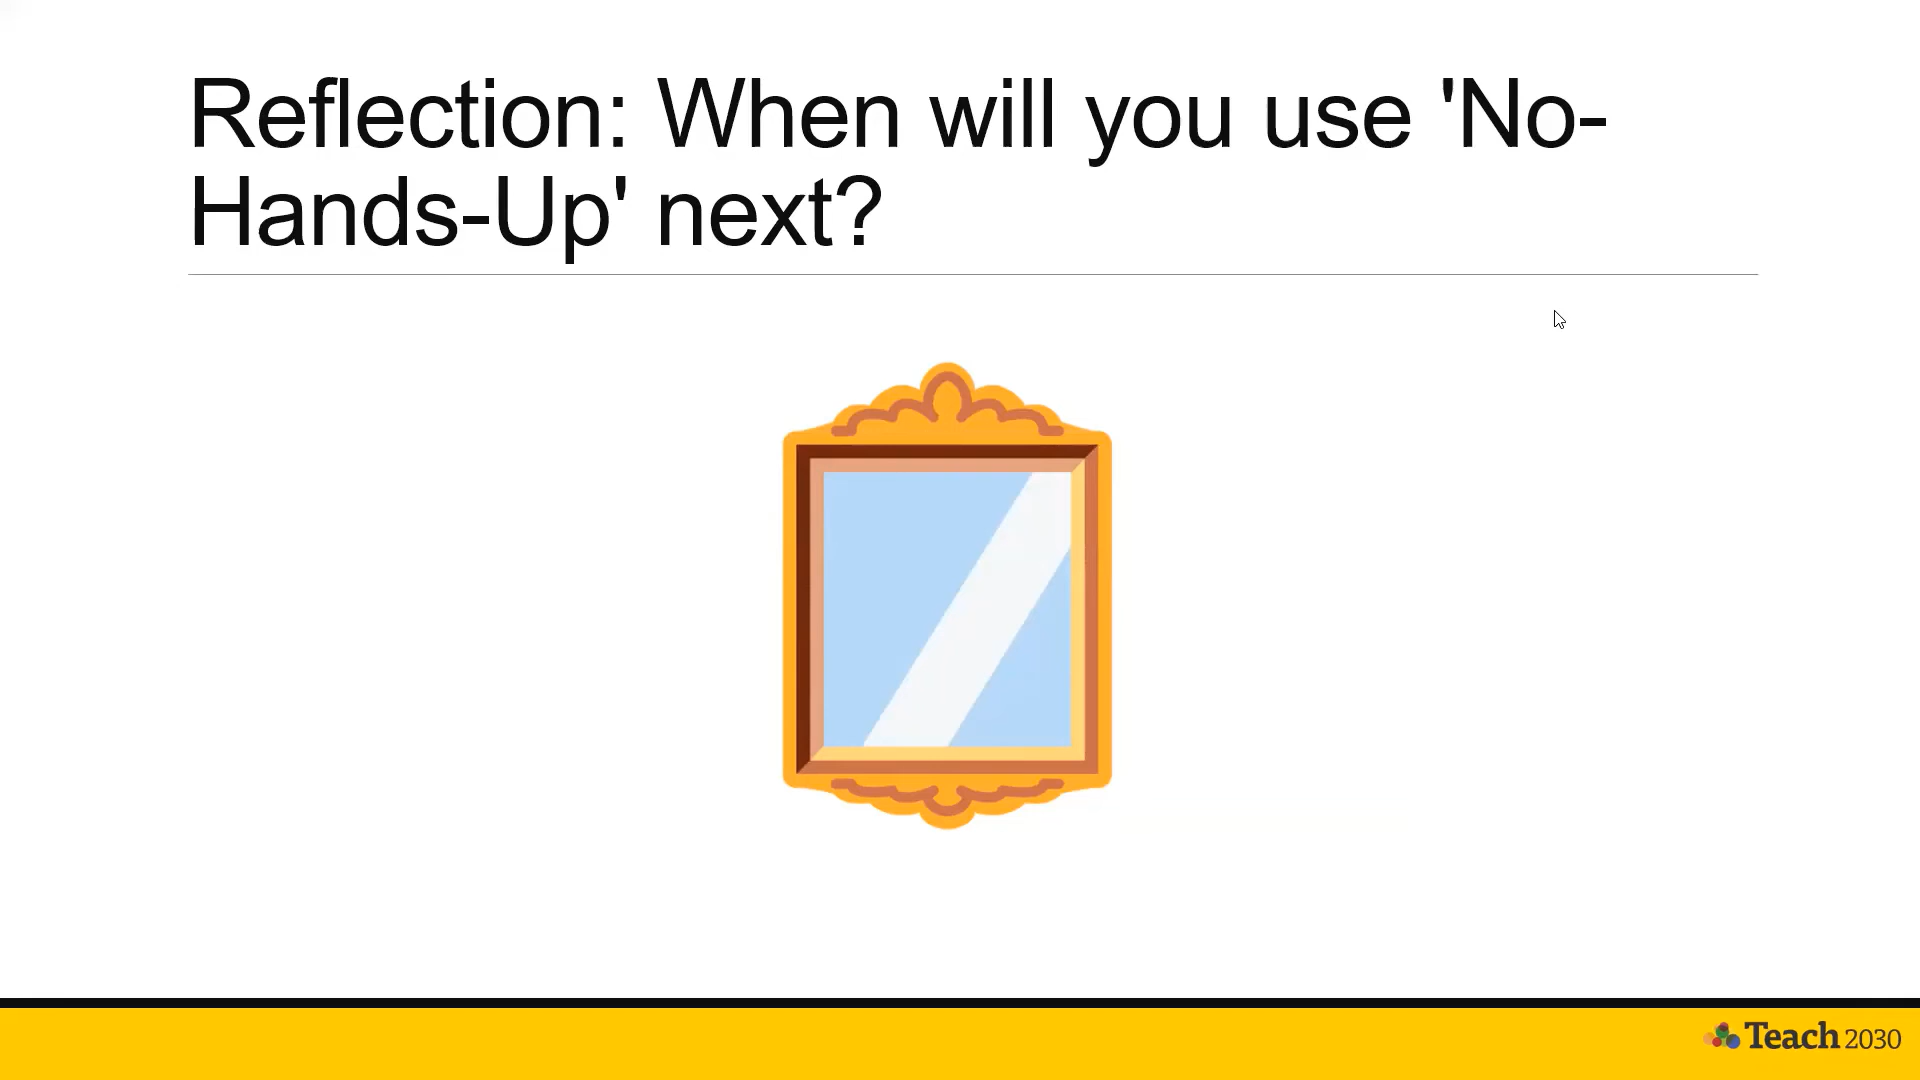 Reflection: When will you use 'No-
Hands-Up' next?
Teach 2030